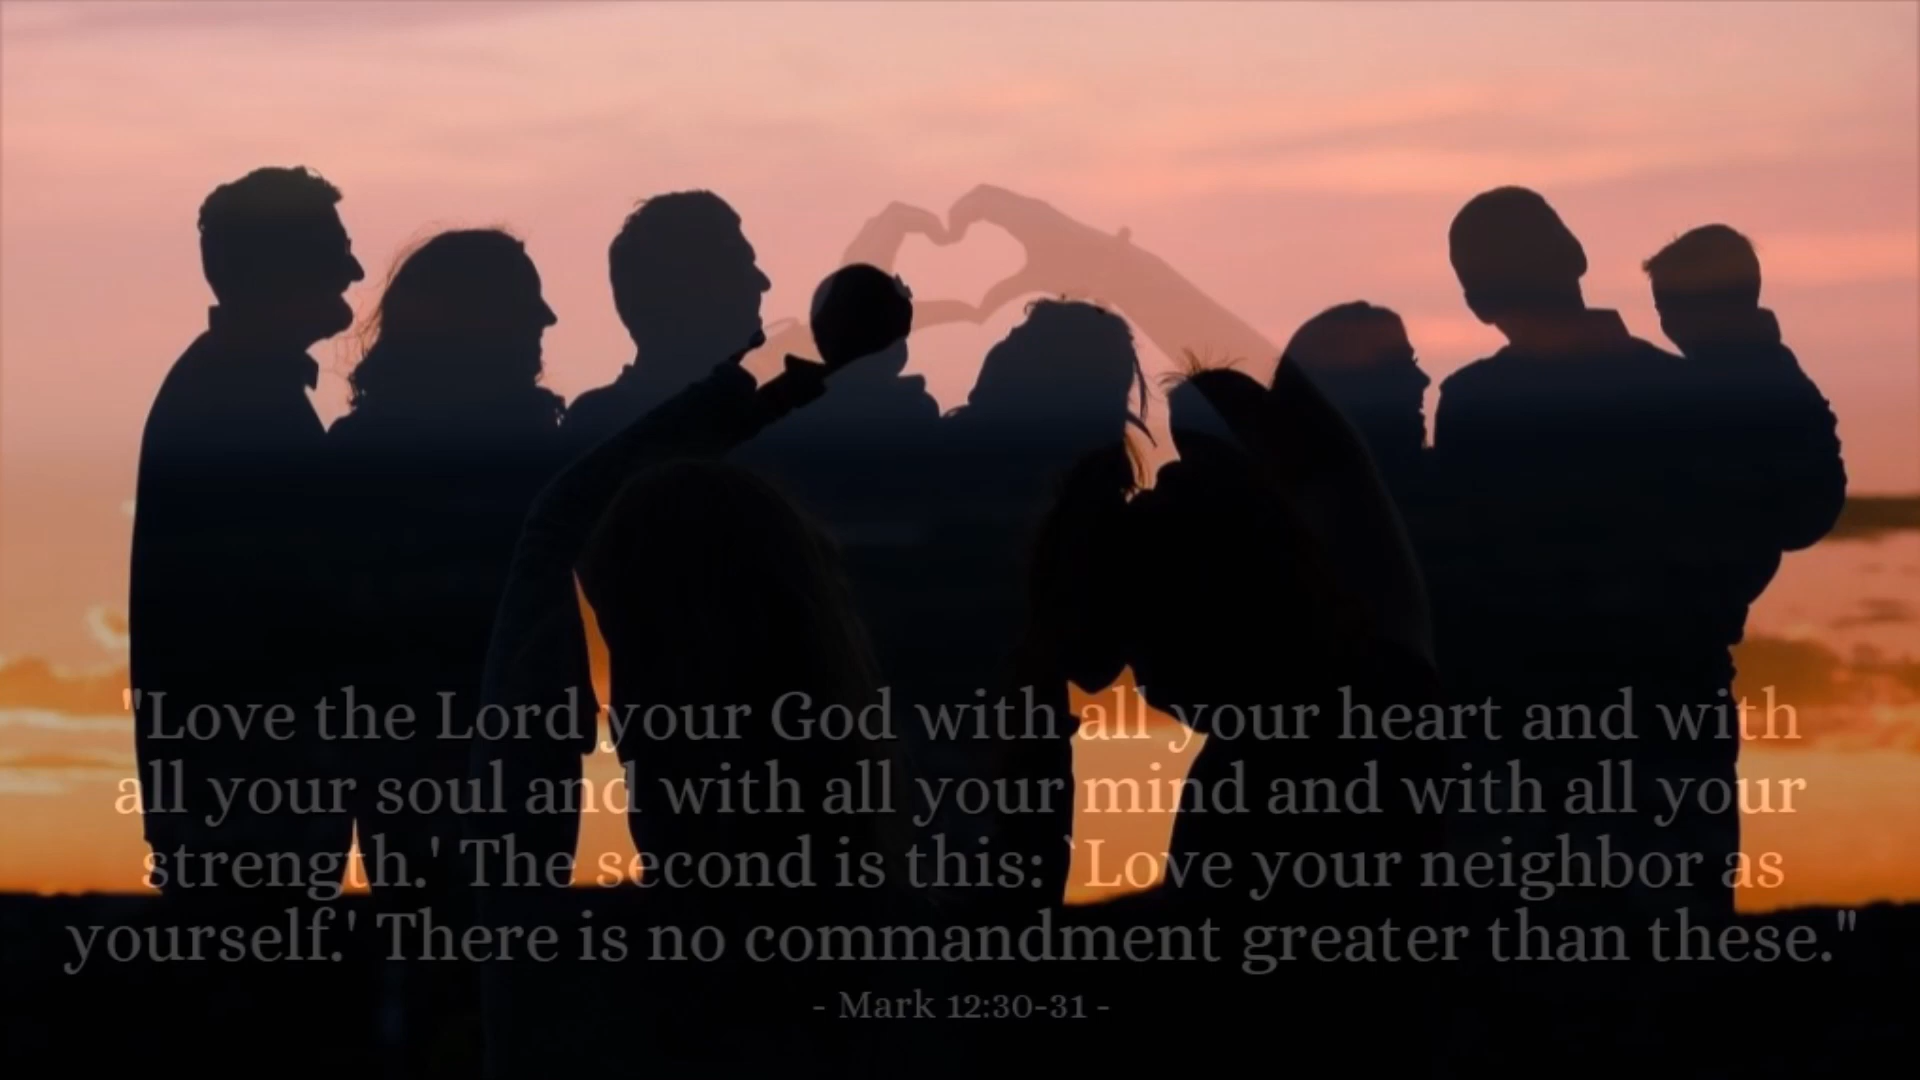 "Love the Lord your God with all your heart and with
all your soul and with all your mind and with all your
strength.' The second is this: `Love your neighbor as
yourself.' There is no commandment greater than these."
- Mark 12:30-31 -